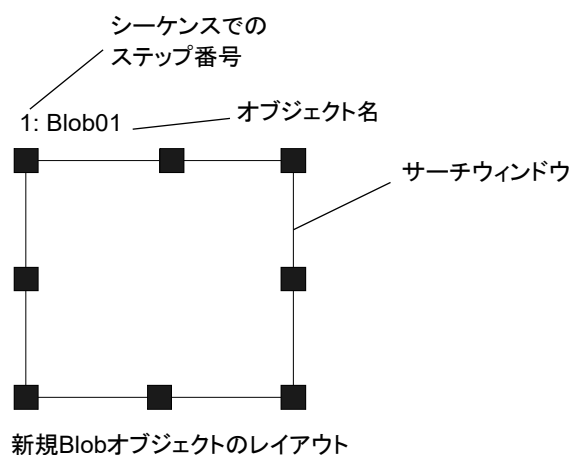 シーケンスでの
ステップ番号
1: Blob01
オブジェクト名
サーチウィンドウ
新規Blobオブジェクトのレイアウト